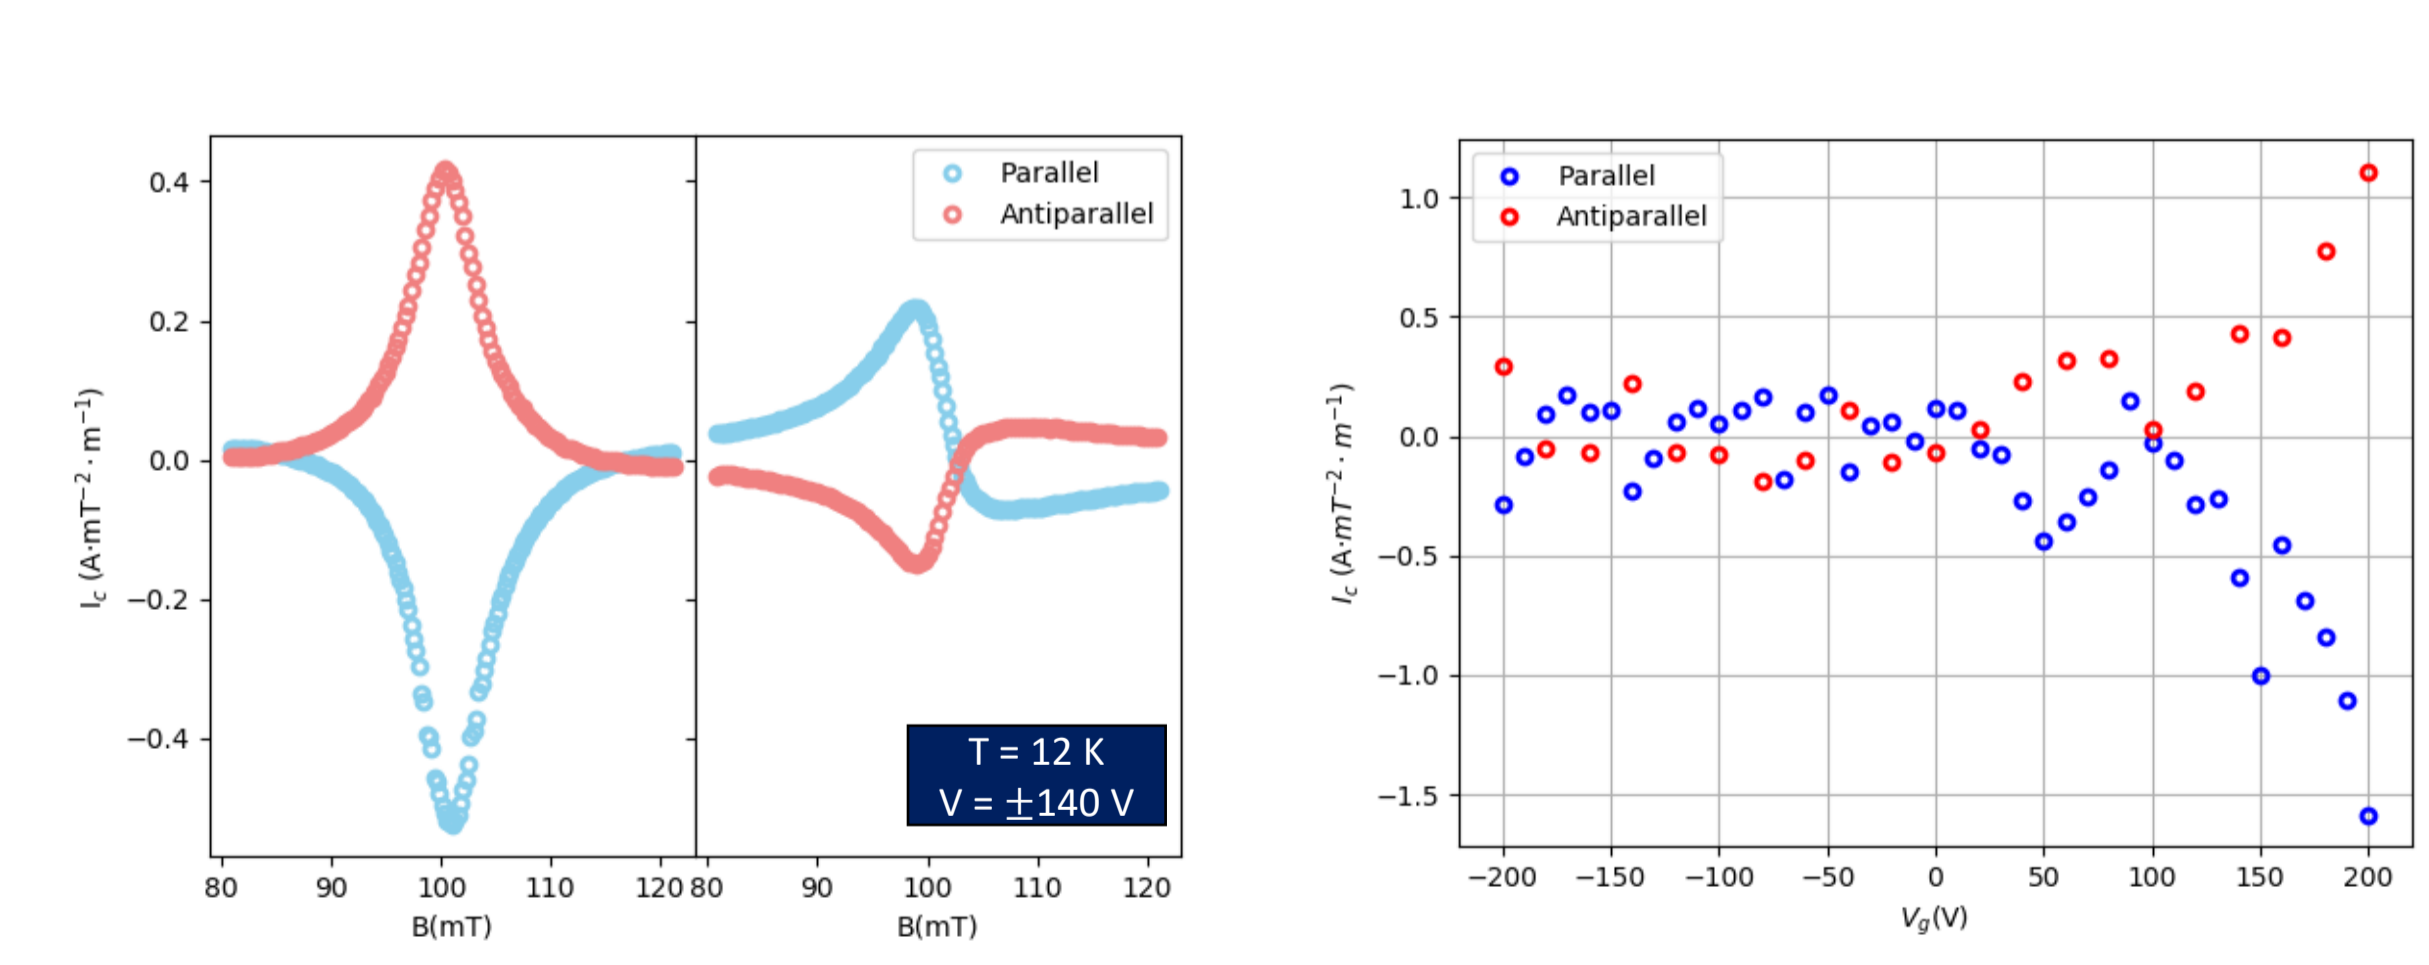 Parallel
Antiparallel
0.4
0.2
0.0
−0.2
−0.4
I_c (A·mT⁻² · m⁻¹)
80 90 100 110 120 80 90 100 110 120
B(mT) B(mT)
T = 12 K
V = ±140 V
Parallel
Antiparallel
1.0
0.5
0.0
−0.5
−1.0
−1.5
I_c (A·mT⁻² · m⁻¹)
−200 −150 −100 −50 0 50 100 150 200
V_g(V)